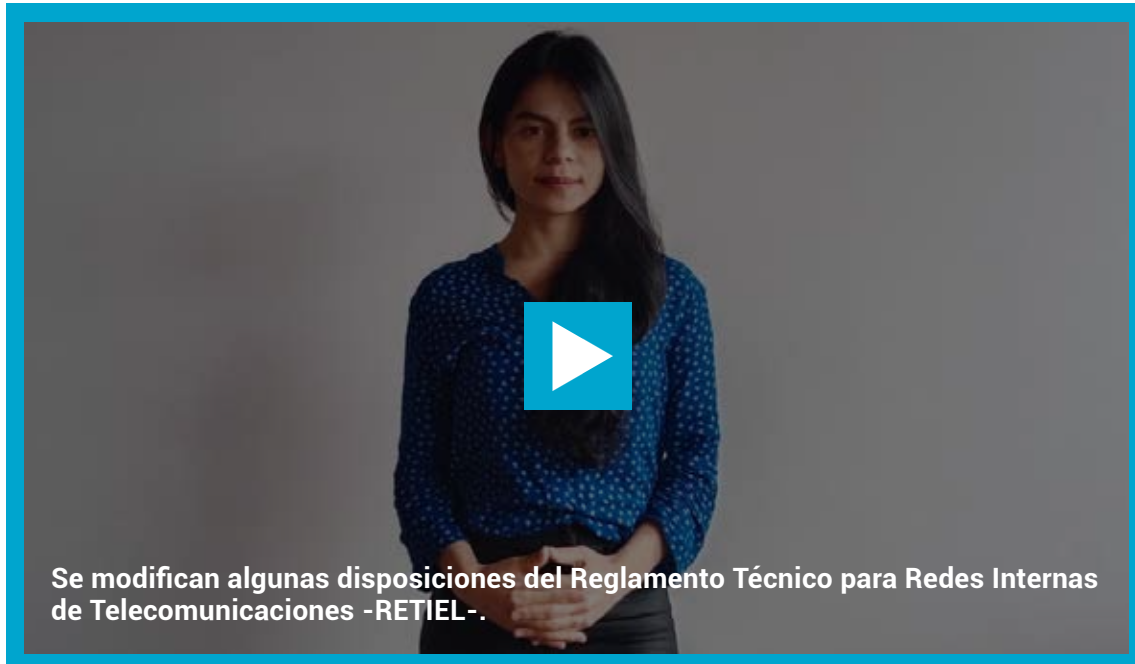 Se modifican algunas disposiciones del Reglamento Técnico para Redes Internas
de Telecomunicaciones -RETIEL-.